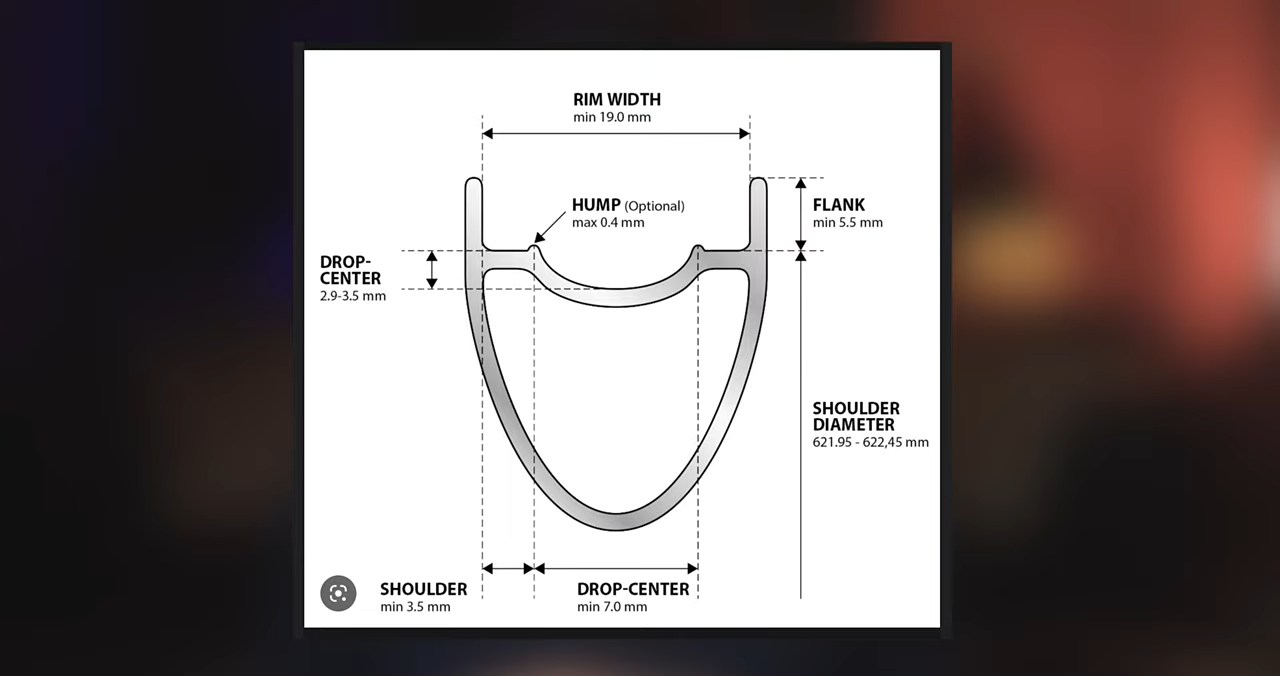 RIM WIDTH
min 19.0 mm
HUMP (Optional)
max 0.4 mm
FLANK
min 5.5 mm
DROP-
CENTER
2.9-3.5 mm
SHOULDER
DIAMETER
621.95 - 622,45 mm
SHOULDER
min 3.5 mm
DROP-CENTER
min 7.0 mm